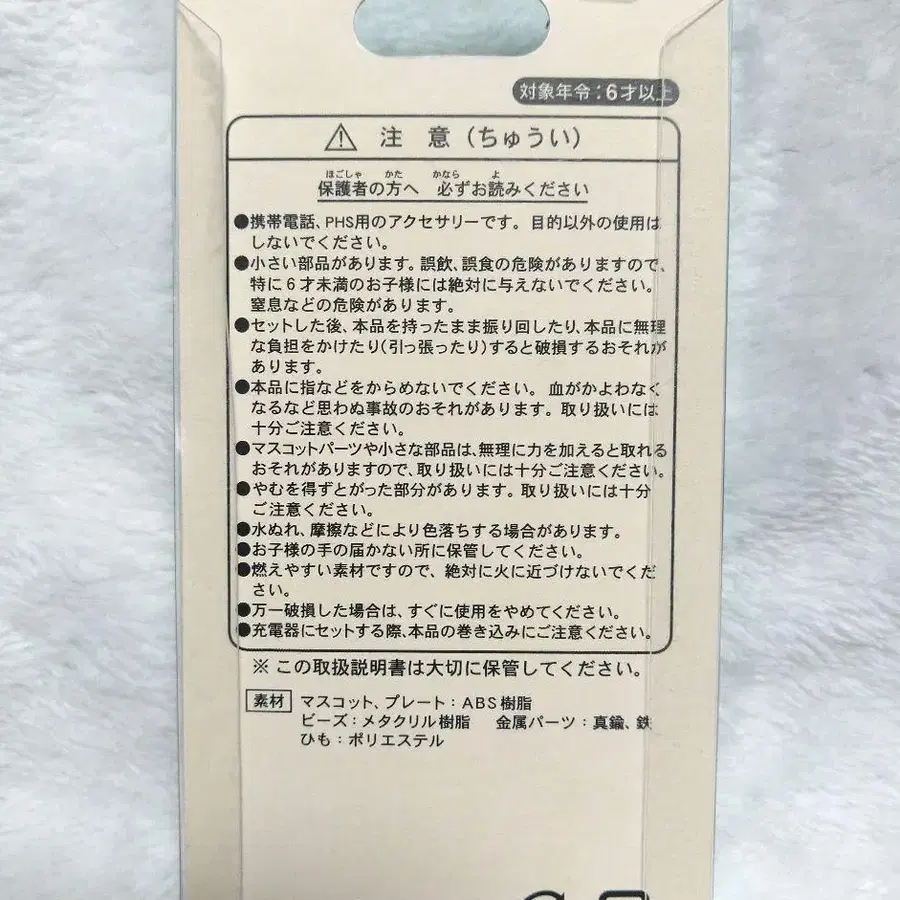 対象年令：6才以上
⚠ 注意（ちゅうい）
ほごしゃ かた かなら よ
保護者の方へ 必ずお読みください
●携帯電話、PHS用のアクセサリーです。目的以外の使用は
しないでください。
●小さい部品があります。誤飲、誤食の危険がありますので、
特に６才未満のお子様には絶対に与えないでください。
窒息などの危険があります。
●セットした後、本品を持ったまま振り回したり、本品に無理
な負担をかけたり（引っ張ったり）すると破損するおそれが
あります。
●本品に指などをからめないでください。血がかよわなく
なるなど思わぬ事故のおそれがあります。取り扱いには
十分ご注意ください。
●マスコットパーツや小さな部品は、無理に力を加えると取れる
おそれがありますので、取り扱いには十分ご注意ください。
●やむを得ずとがった部分があります。取り扱いには十分
ご注意ください。
●水ぬれ、摩擦などにより色落ちする場合があります。
●お子様の手の届かない所に保管してください。
●燃えやすい素材ですので、絶対に火に近づけないでくだ
さい。
●万一破損した場合は、すぐに使用をやめてください。
●充電器にセットする際、本品の巻き込みにご注意ください。
※ この取扱説明書は大切に保管してください。
素材 マスコット、プレート：ABS樹脂
ビーズ：メタクリル樹脂 金属パーツ：真鍮、鉄
ひも：ポリエステル